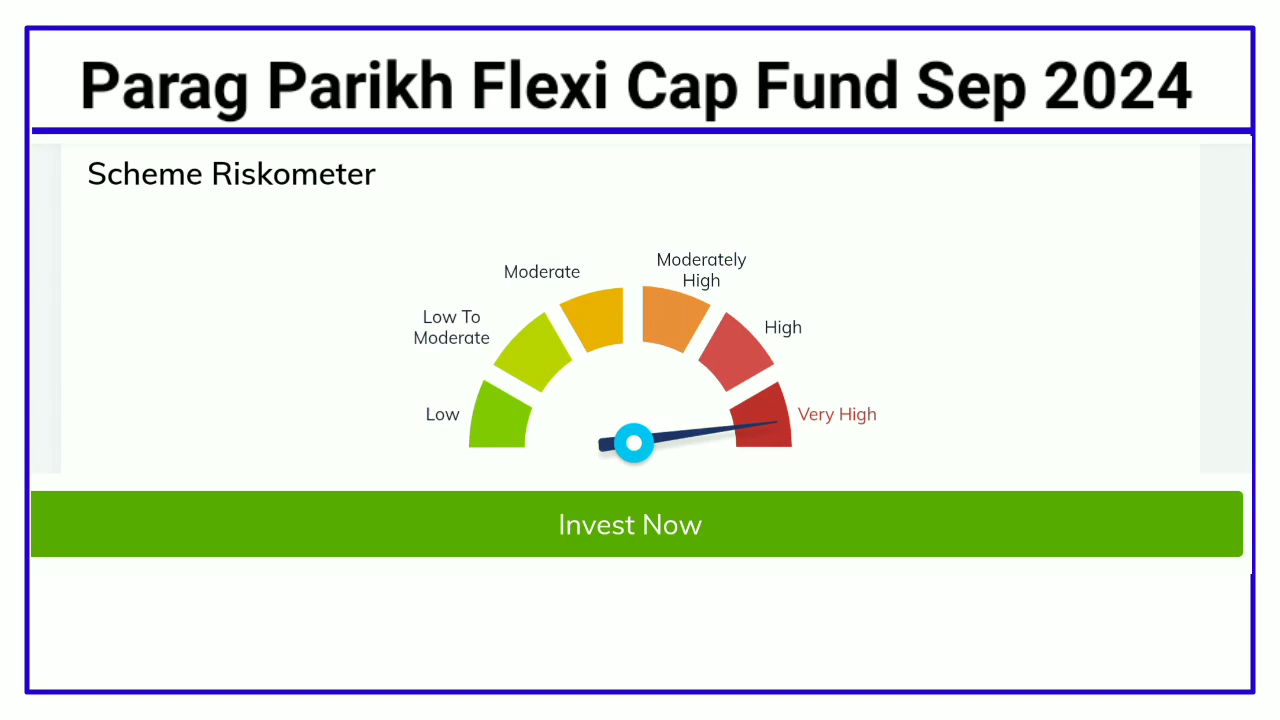 Parag Parikh Flexi Cap Fund Sep 2024
Scheme Riskometer
Low
Low To
Moderate
Moderate
Moderately
High
High
Very High
Invest Now